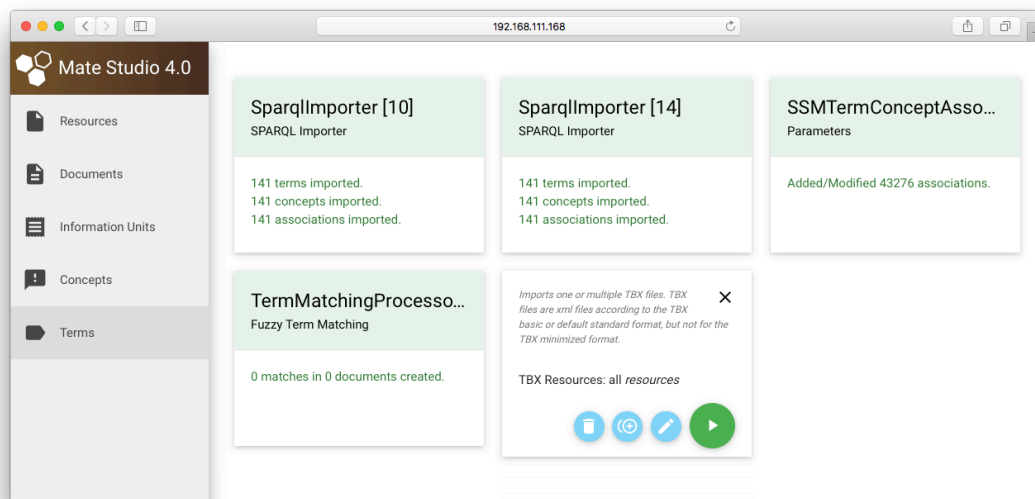 192.168.111.168
Mate Studio 4.0
Resources
Documents
Information Units
Concepts
Terms
SparqlImporter [10]
SPARQL Importer
141 terms imported.
141 concepts imported.
141 associations imported.
SparqlImporter [14]
SPARQL Importer
141 terms imported.
141 concepts imported.
141 associations imported.
SSMTermConceptAsso...
Parameters
Added/Modified 43276 associations.
TermMatchingProcesso...
Fuzzy Term Matching
0 matches in 0 documents created.
Imports one or multiple TBX files. TBX
files are xml files according to the TBX
basic or default standard format, but not for the
TBX minimized format.
TBX Resources: all resources